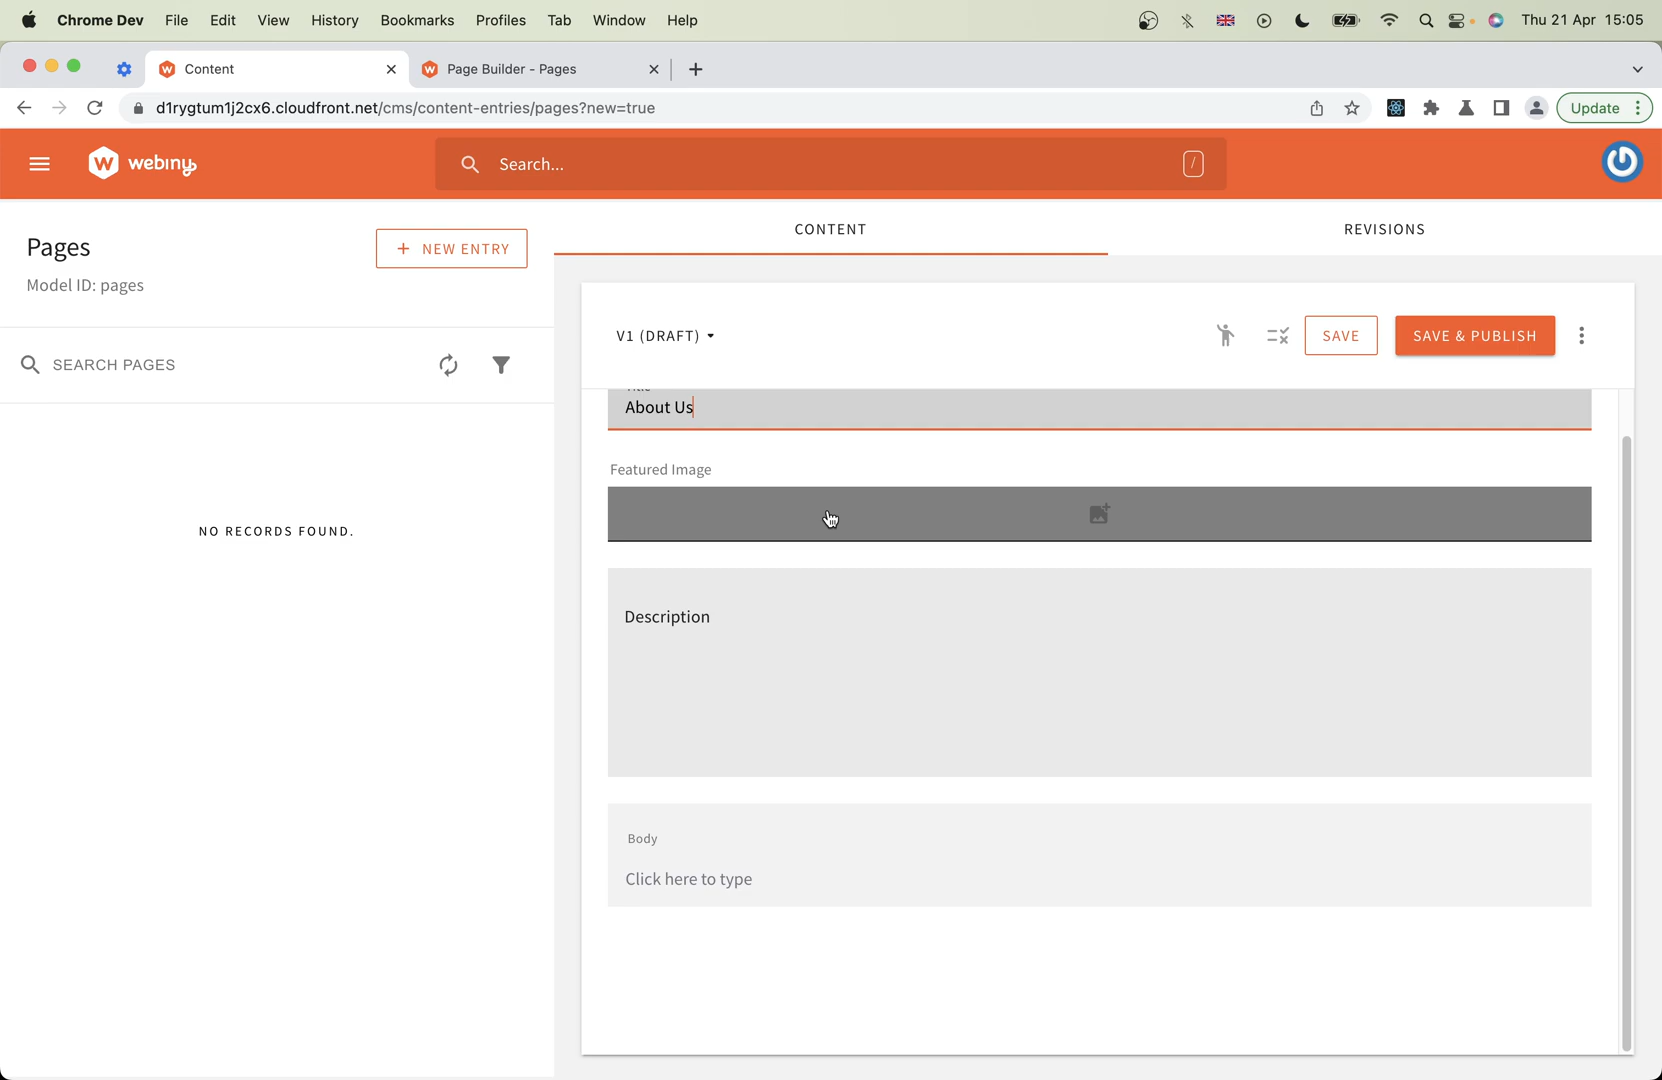 Chrome Dev File Edit View History Bookmarks Profiles Tab Window Help Thu 21 Apr 15:05
Content Page Builder - Pages
d1rygtum1j2cx6.cloudfront.net/cms/content-entries/pages?new=true Update
W webiny Search... /
CONTENT REVISIONS
Pages + NEW ENTRY
Model ID: pages
V1 (DRAFT) SAVE SAVE & PUBLISH
SEARCH PAGES
Title
About Us
Featured Image
NO RECORDS FOUND.
Description
Body
Click here to type